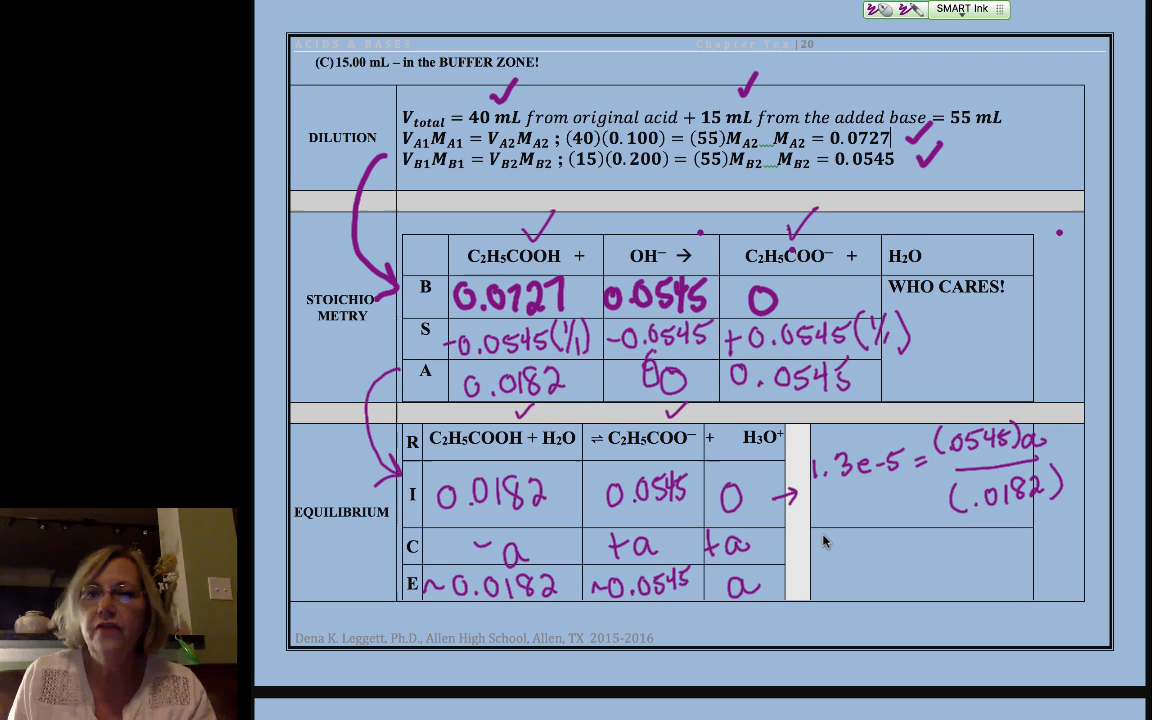 SMART Ink
ACIDS & BASES Chapter Ten | 20
(C) 15.00 mL – in the BUFFER ZONE!
DILUTION
V_total = 40 mL from original acid + 15 mL from the added base = 55 mL
V_A1M_A1 = V_A2M_A2 ; (40)(0.100) = (55)M_A2 M_A2 = 0.0727
V_B1M_B1 = V_B2M_B2 ; (15)(0.200) = (55)M_B2 M_B2 = 0.0545
STOICHIO-
METRY
C₂H₅COOH + OH⁻ → C₂H₅COO⁻ + H₂O
B 0.0727 0.0545 0 WHO CARES!
S -0.0545(1/1) -0.0545 +0.0545(1/1)
A 0.0182 0 0.0545
EQUILIBRIUM
R C₂H₅COOH + H₂O ⇌ C₂H₅COO⁻ + H₃O⁺
I 0.0182 0.0545 0 →
1.3e-5 = (.0545)a
(.0182)
C -a +a +a
E ~0.0182 ~0.0545 a
Dena K. Leggett, Ph.D., Allen High School, Allen, TX 2015-2016